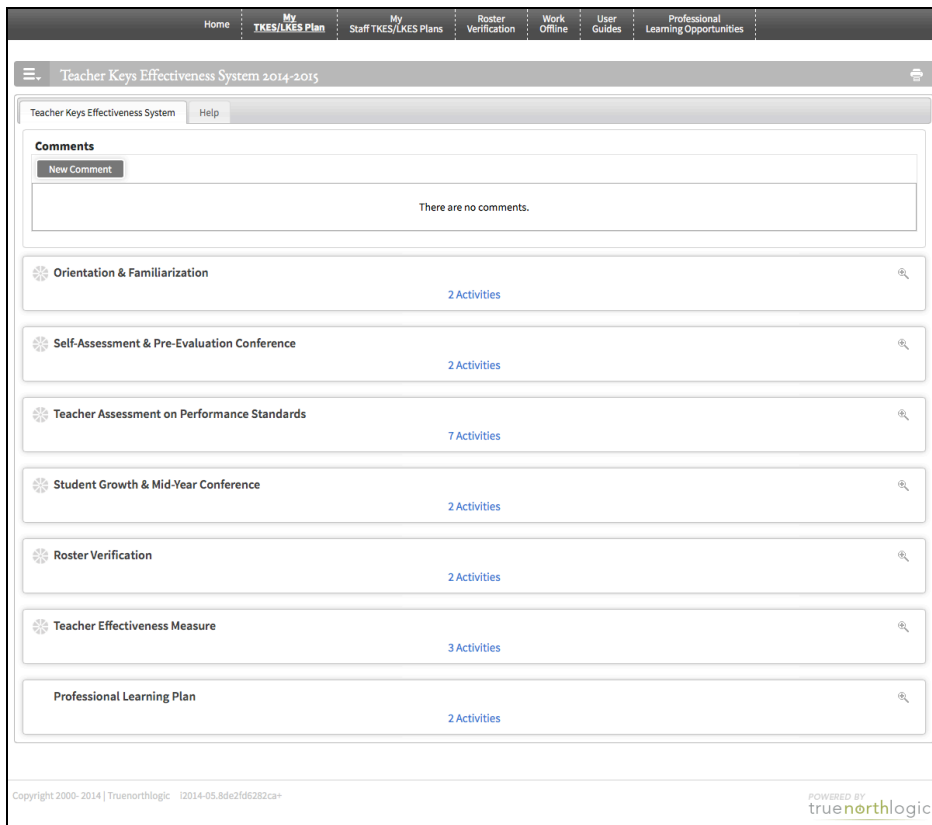 Home
My
TKES/LKES Plan
My
Staff TKES/LKES Plans
Roster
Verification
Work
Offline
User
Guides
Professional
Learning Opportunities
Teacher Keys Effectiveness System 2014-2015
Teacher Keys Effectiveness System
Help
Comments
New Comment
There are no comments.
Orientation & Familiarization
2 Activities
Self-Assessment & Pre-Evaluation Conference
2 Activities
Teacher Assessment on Performance Standards
7 Activities
Student Growth & Mid-Year Conference
2 Activities
Roster Verification
2 Activities
Teacher Effectiveness Measure
3 Activities
Professional Learning Plan
2 Activities
Copyright 2000- 2014 | Truenorthlogic i2014-05.8de2fd6282ca+
POWERED BY
truenorthlogic